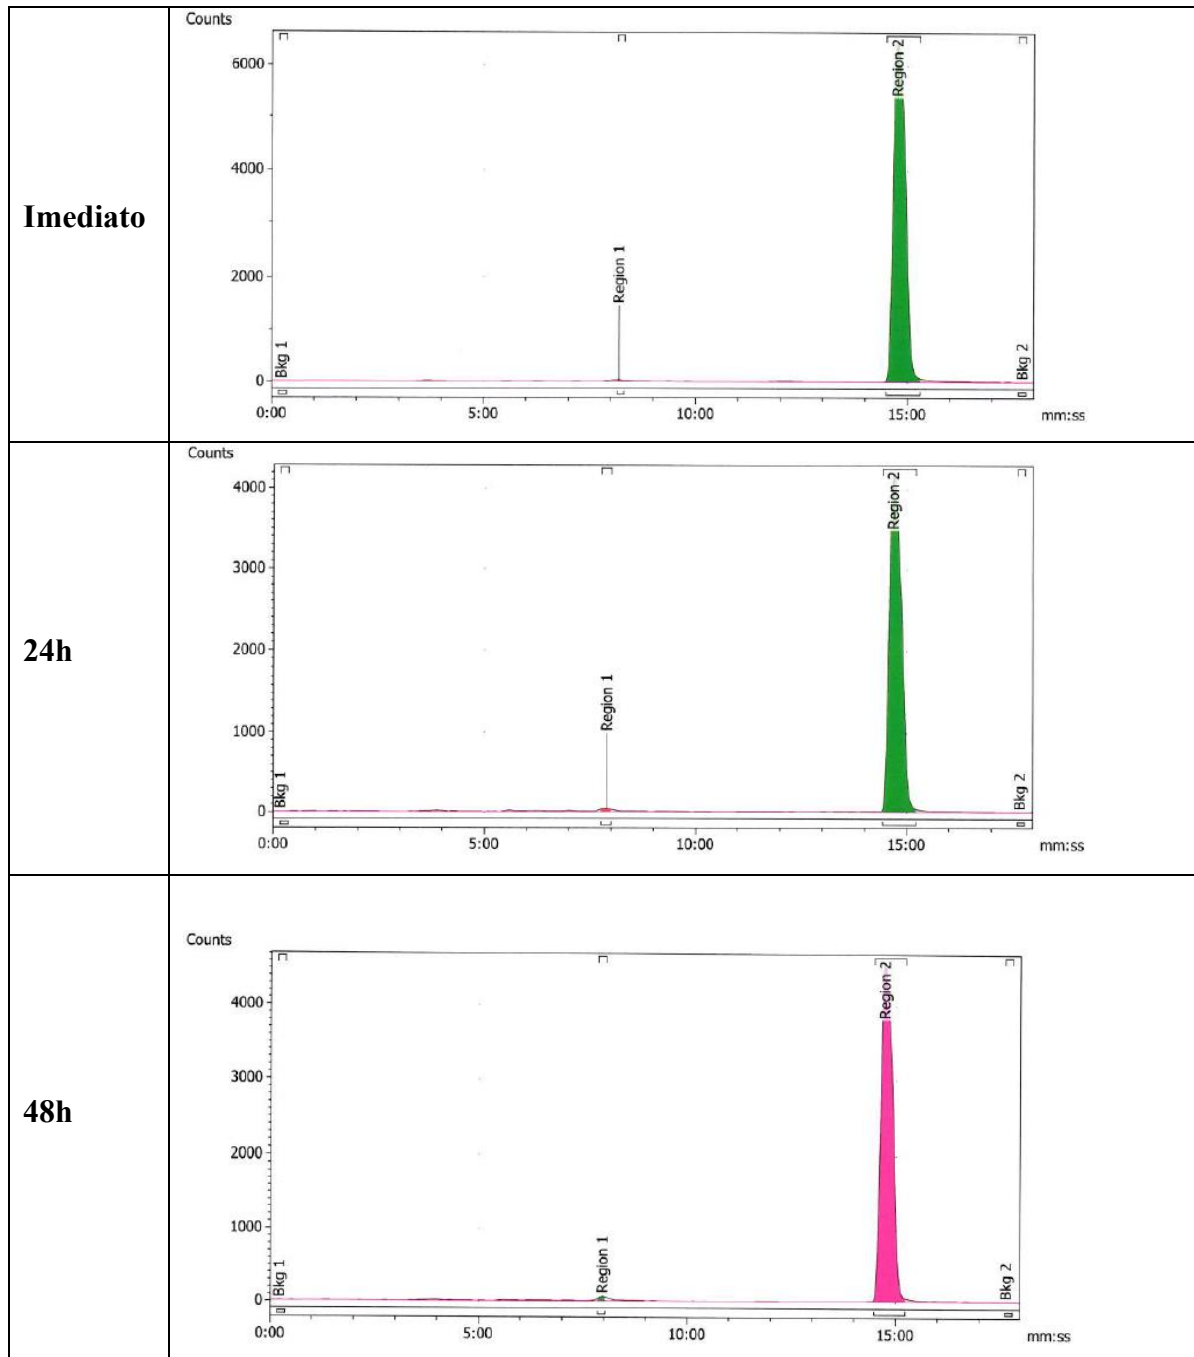 Imediato
Counts
6000
4000
2000
0
Bkg 1
Region 1
Region 2
Bkg 2
0:00 5:00 10:00 15:00 mm:ss
24h
Counts
4000
3000
2000
1000
0
Bkg 1
Region 1
Region 2
Bkg 2
0:00 5:00 10:00 15:00 mm:ss
48h
Counts
4000
3000
2000
1000
0
Bkg 1
Region 1
Region 2
Bkg 2
0:00 5:00 10:00 15:00 mm:ss